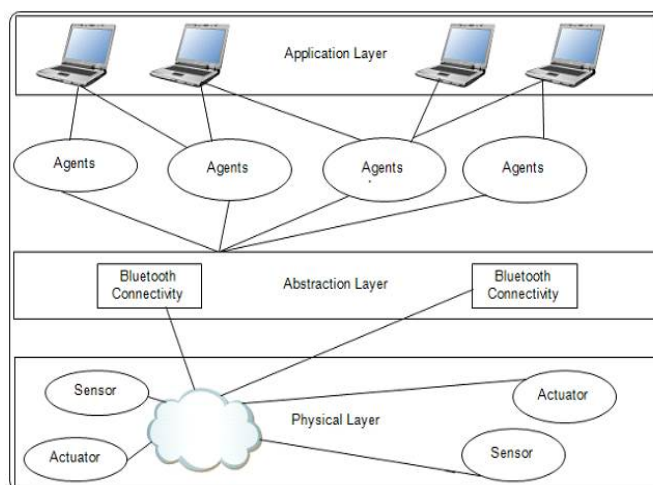 Application Layer
Agents
Agents
Agents
Agents
Bluetooth
Connectivity
Abstraction Layer
Bluetooth
Connectivity
Sensor
Actuator
Physical Layer
Actuator
Sensor